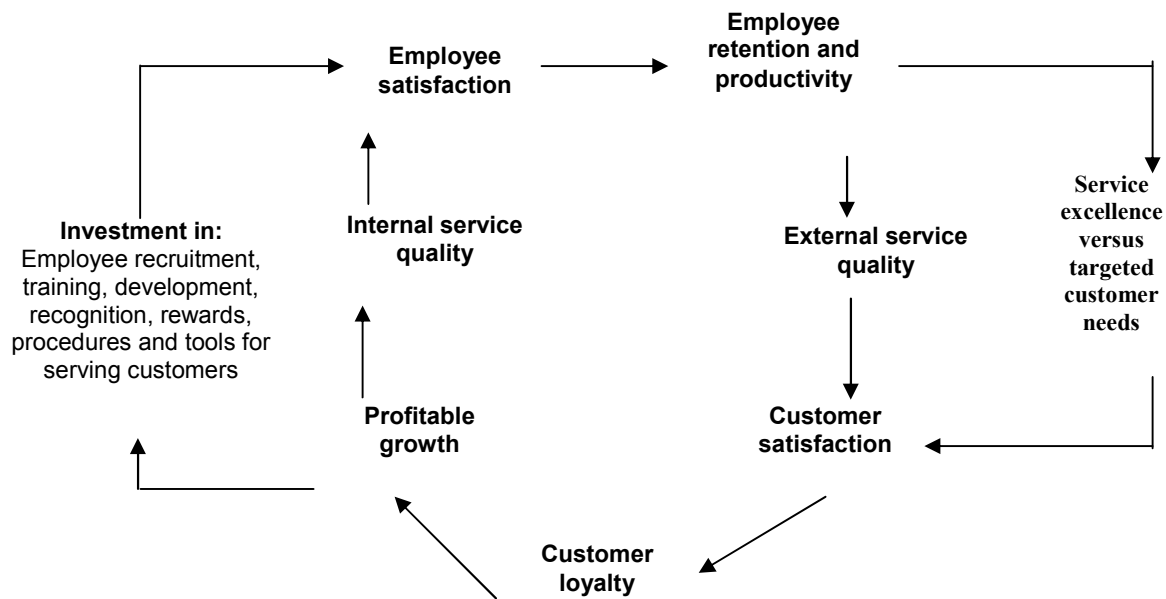 Employee
satisfaction
Employee
retention and
productivity
Investment in:
Employee recruitment,
training, development,
recognition, rewards,
procedures and tools for
serving customers
Internal service
quality
External service
quality
Service
excellence
versus
targeted
customer
needs
Profitable
growth
Customer
satisfaction
Customer
loyalty